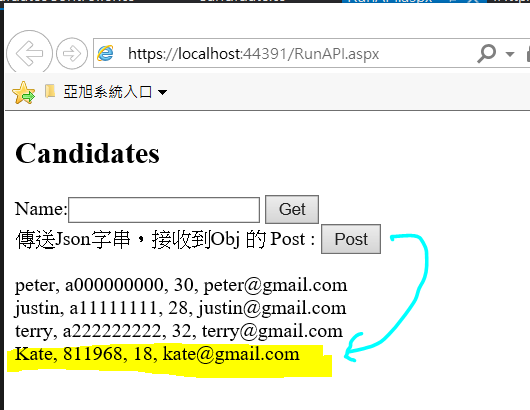 RunAPI.aspx
https://localhost:44391/RunAPI.aspx
亞旭系統入口
Candidates
Name: Get
傳送Json字串，接收到Obj 的 Post : Post
peter, a000000000, 30, peter@gmail.com
justin, a11111111, 28, justin@gmail.com
terry, a222222222, 32, terry@gmail.com
Kate, 811968, 18, kate@gmail.com